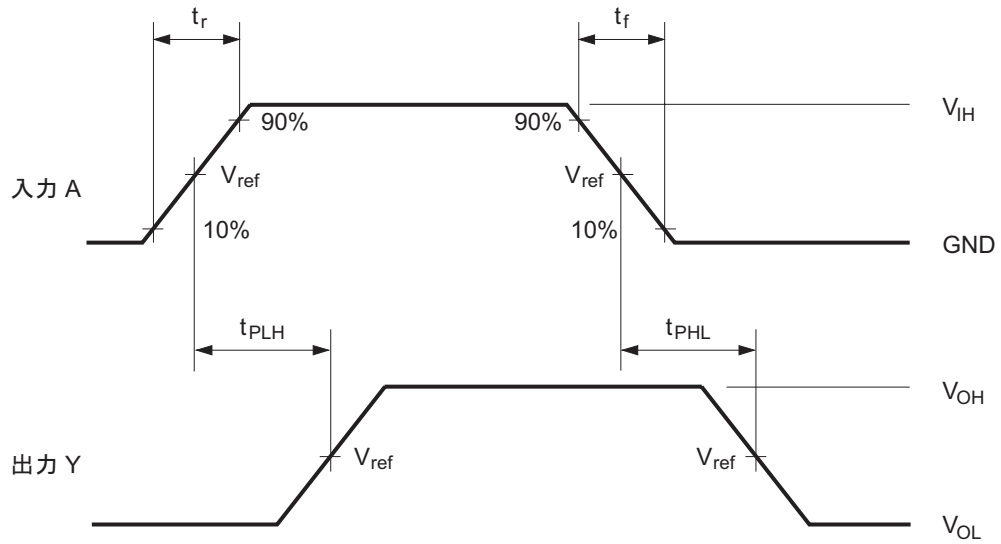 tr
tf
90%
90%
VIH
入力 A
Vref
Vref
10%
10%
GND
tPLH
tPHL
VOH
出力 Y
Vref
Vref
VOL